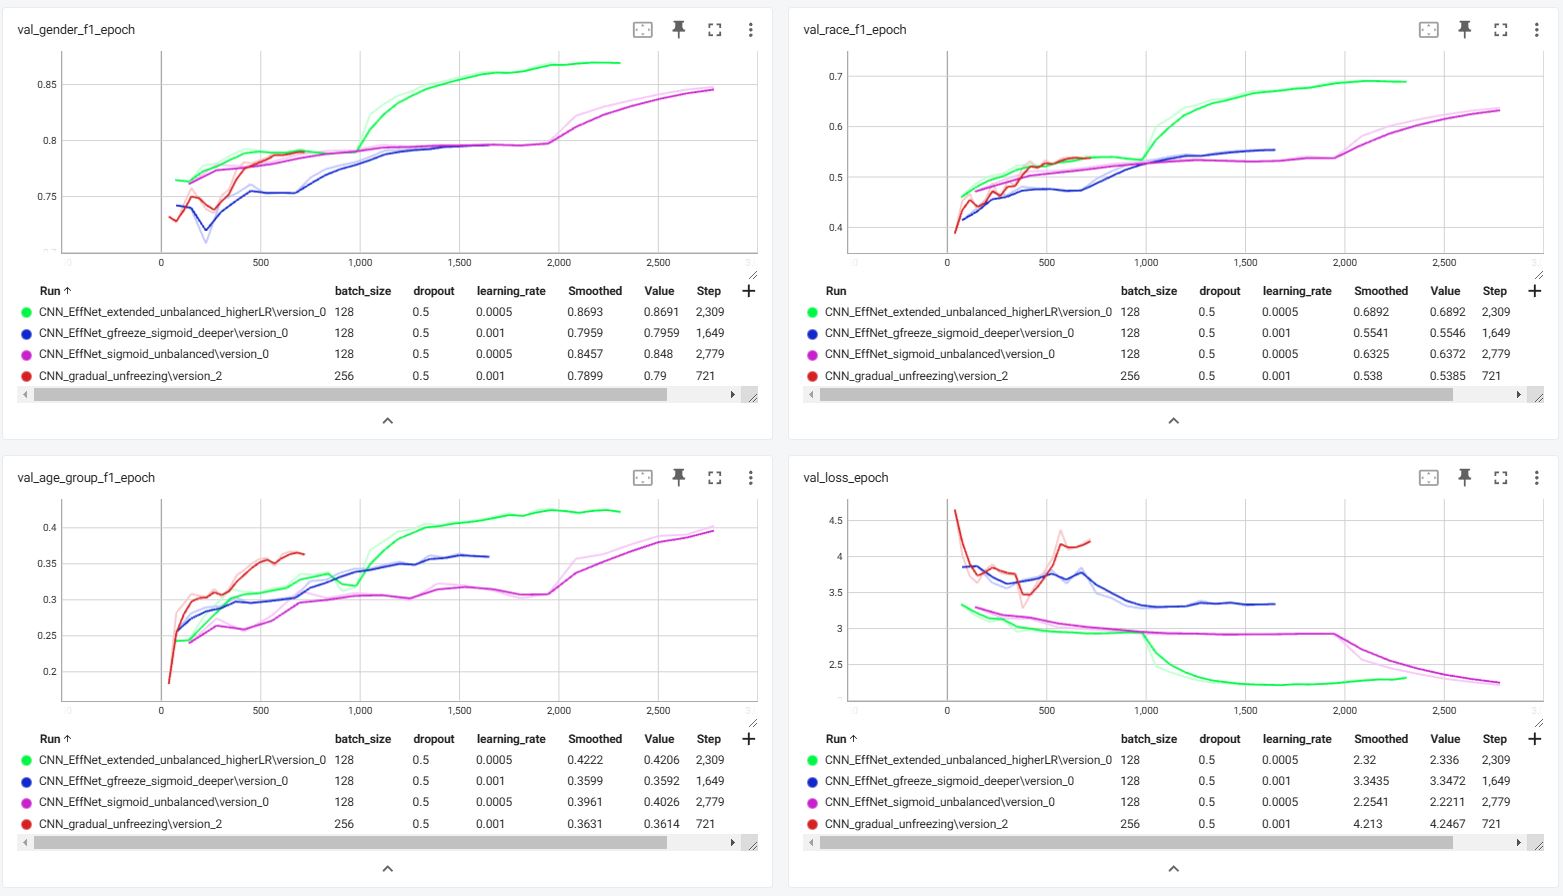 val_gender_f1_epoch
0.85
0.8
0.75
0 500 1,000 1,500 2,000 2,500
Run ↑ batch_size dropout learning_rate Smoothed Value Step
CNN_EffNet_extended_unbalanced_higherLR\version_0 128 0.5 0.0005 0.8693 0.8691 2,309
CNN_EffNet_gfreeze_sigmoid_deeper\version_0 128 0.5 0.001 0.7959 0.7959 1,649
CNN_EffNet_sigmoid_unbalanced\version_0 128 0.5 0.0005 0.8457 0.848 2,779
CNN_gradual_unfreezing\version_2 256 0.5 0.001 0.7899 0.79 721
val_race_f1_epoch
0.7
0.6
0.5
0.4
0 500 1,000 1,500 2,000 2,500
Run batch_size dropout learning_rate Smoothed Value Step
CNN_EffNet_extended_unbalanced_higherLR\version_0 128 0.5 0.0005 0.6892 0.6892 2,309
CNN_EffNet_gfreeze_sigmoid_deeper\version_0 128 0.5 0.001 0.5541 0.5546 1,649
CNN_EffNet_sigmoid_unbalanced\version_0 128 0.5 0.0005 0.6325 0.6372 2,779
CNN_gradual_unfreezing\version_2 256 0.5 0.001 0.538 0.5385 721
val_age_group_f1_epoch
0.4
0.35
0.3
0.25
0.2
0 500 1,000 1,500 2,000 2,500
Run ↑ batch_size dropout learning_rate Smoothed Value Step
CNN_EffNet_extended_unbalanced_higherLR\version_0 128 0.5 0.0005 0.4222 0.4206 2,309
CNN_EffNet_gfreeze_sigmoid_deeper\version_0 128 0.5 0.001 0.3599 0.3592 1,649
CNN_EffNet_sigmoid_unbalanced\version_0 128 0.5 0.0005 0.3961 0.4026 2,779
CNN_gradual_unfreezing\version_2 256 0.5 0.001 0.3631 0.3614 721
val_loss_epoch
4.5
4
3.5
3
2.5
0 500 1,000 1,500 2,000 2,500
Run ↑ batch_size dropout learning_rate Smoothed Value Step
CNN_EffNet_extended_unbalanced_higherLR\version_0 128 0.5 0.0005 2.32 2.336 2,309
CNN_EffNet_gfreeze_sigmoid_deeper\version_0 128 0.5 0.001 3.3435 3.3472 1,649
CNN_EffNet_sigmoid_unbalanced\version_0 128 0.5 0.0005 2.2541 2.2211 2,779
CNN_gradual_unfreezing\version_2 256 0.5 0.001 4.213 4.2467 721